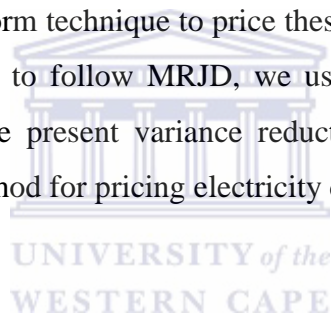 orm technique to price thes
to follow MRJD, we us
e present variance reduct
hod for pricing electricity
UNIVERSITY of the
WESTERN CAPE